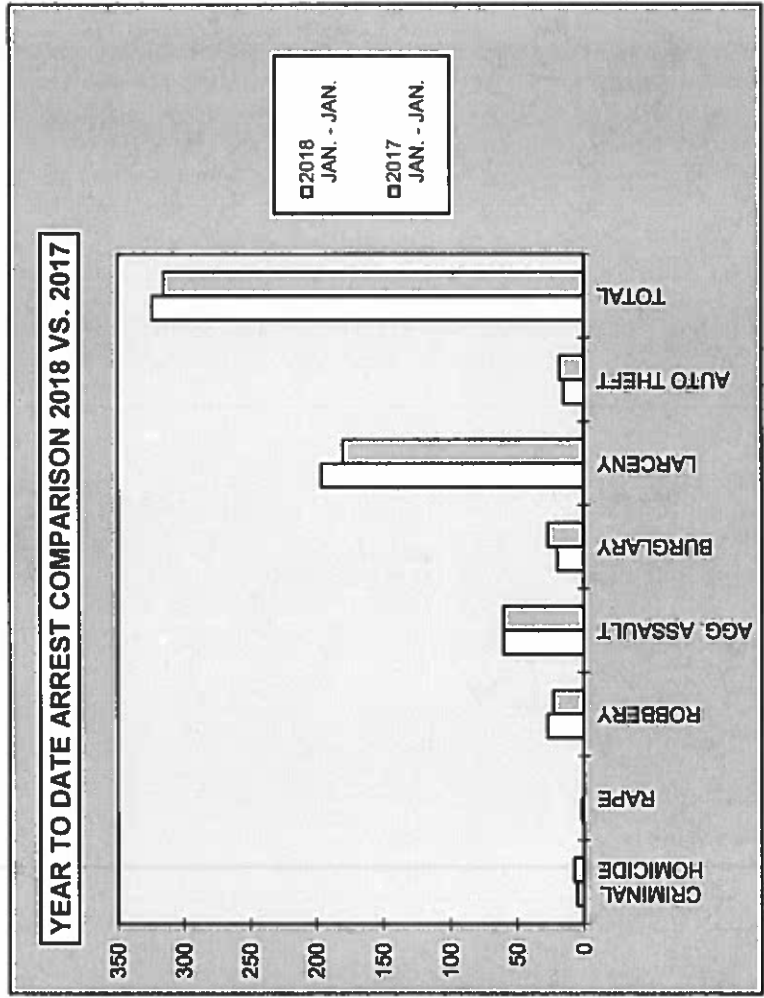 YEAR TO DATE ARREST COMPARISON 2018 VS. 2017
350
300
250
200
150
100
50
0
CRIMINAL
HOMICIDE
RAPE
ROBBERY
AGG. ASSAULT
BURGLARY
LARCENY
AUTO THEFT
TOTAL
2018
JAN. - JAN.
2017
JAN. - JAN.